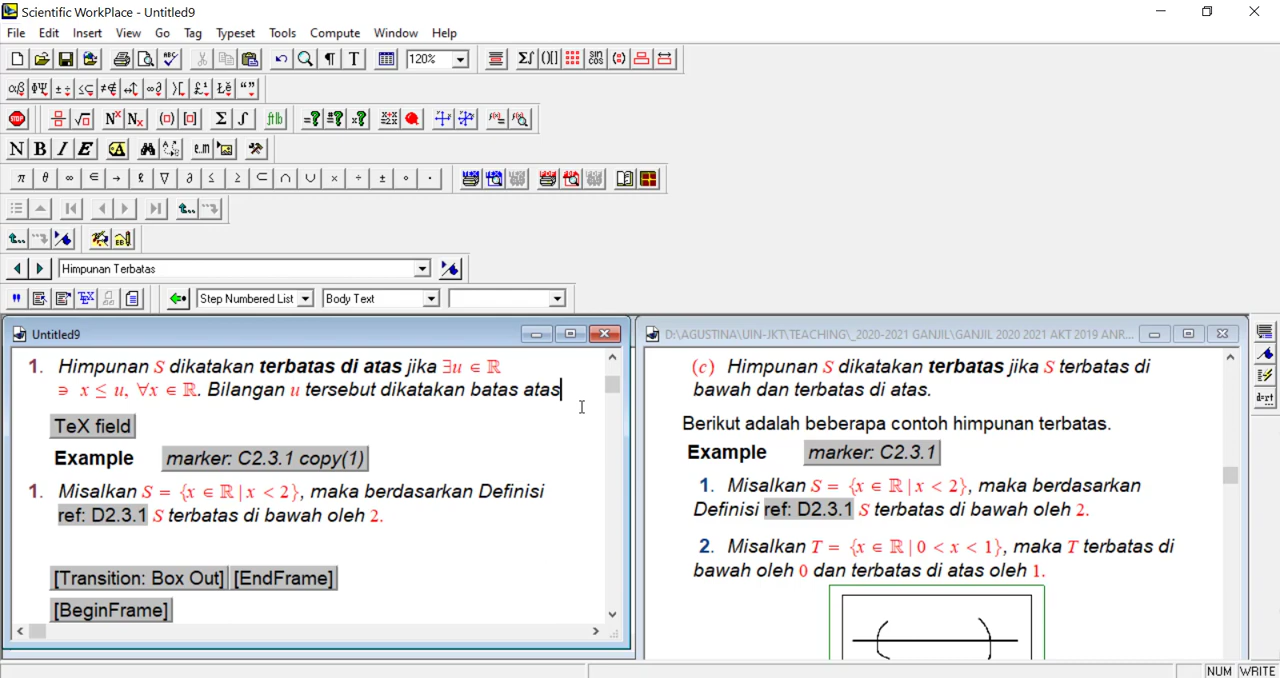 Scientific WorkPlace - Untitled9
File Edit Insert View Go Tag Typeset Tools Compute Window Help
120%
Himpunan Terbatas
Step Numbered List Body Text
Untitled9
1. Himpunan S dikatakan terbatas di atas jika ∃u ∈ ℝ
∋ x ≤ u, ∀x ∈ ℝ. Bilangan u tersebut dikatakan batas atas
TeX field
Example marker: C2.3.1 copy(1)
1. Misalkan S = {x ∈ ℝ | x < 2}, maka berdasarkan Definisi
ref: D2.3.1 S terbatas di bawah oleh 2.
[Transition: Box Out] [EndFrame]
[BeginFrame]
D:\AGUSTINA\UIN-JKT\TEACHING\_2020-2021 GANJIL\GANJIL 2020 2021 AKT 2019 ANR...
(c) Himpunan S dikatakan terbatas jika S terbatas di
bawah dan terbatas di atas.
Berikut adalah beberapa contoh himpunan terbatas.
Example marker: C2.3.1
1. Misalkan S = {x ∈ ℝ | x < 2}, maka berdasarkan
Definisi ref: D2.3.1 S terbatas di bawah oleh 2.
2. Misalkan T = {x ∈ ℝ | 0 < x < 1}, maka T terbatas di
bawah oleh 0 dan terbatas di atas oleh 1.
NUM WRITE